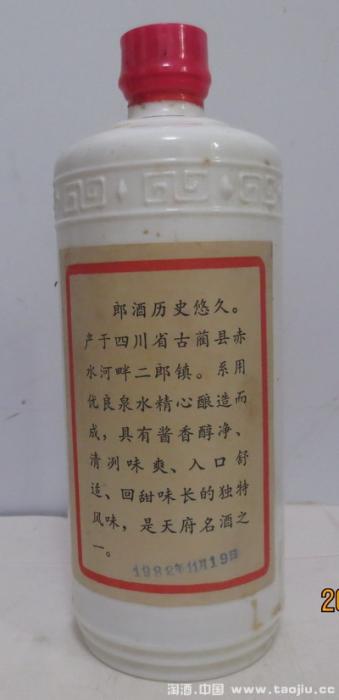 郎酒历史悠久。
产于四川省古蔺县赤
水河畔二郎镇。系用
优良泉水精心酿造而
成，具有酱香醇净、
清洌味爽、入口舒
适、回甜味长的独特
风味，是天府名酒之
一。
1982年11月19日
20
淘酒.中国 www.taojiu.cc